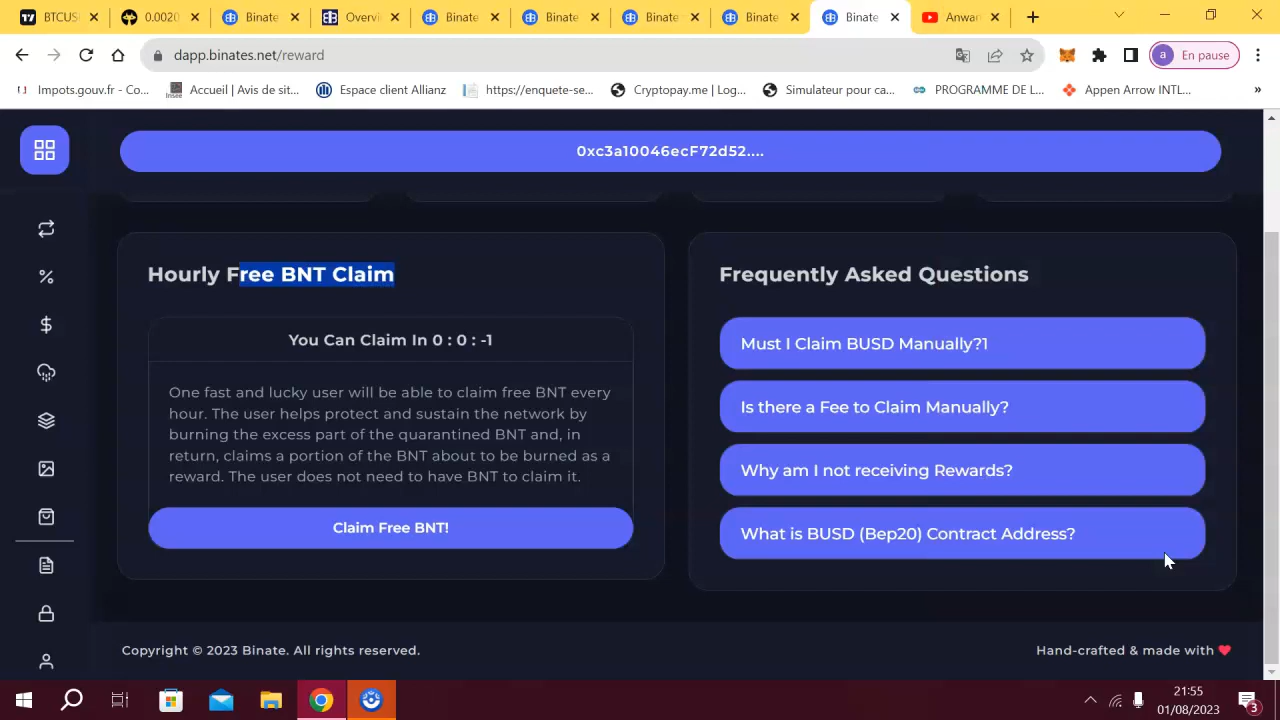 BTCUS
0.0020
Binate
Overvi
Binate
Binate
Binate
Binate
Binate
Anwa
dapp.binates.net/reward
a
En pause
Impots.gouv.fr - Co...
Accueil | Avis de sit...
Espace client Allianz
https://enquete-se...
Cryptopay.me | Log...
Simulateur pour ca...
PROGRAMME DE L...
Appen Arrow INTL...
»
0xc3a10046ecF72d52....
Hourly Free BNT Claim
You Can Claim In 0 : 0 : -1
One fast and lucky user will be able to claim free BNT every
hour. The user helps protect and sustain the network by
burning the excess part of the quarantined BNT and, in
return, claims a portion of the BNT about to be burned as a
reward. The user does not need to have BNT to claim it.
Claim Free BNT!
Frequently Asked Questions
Must I Claim BUSD Manually?1
Is there a Fee to Claim Manually?
Why am I not receiving Rewards?
What is BUSD (Bep20) Contract Address?
Copyright © 2023 Binate. All rights reserved.
Hand-crafted & made with
21:55
01/08/2023
3